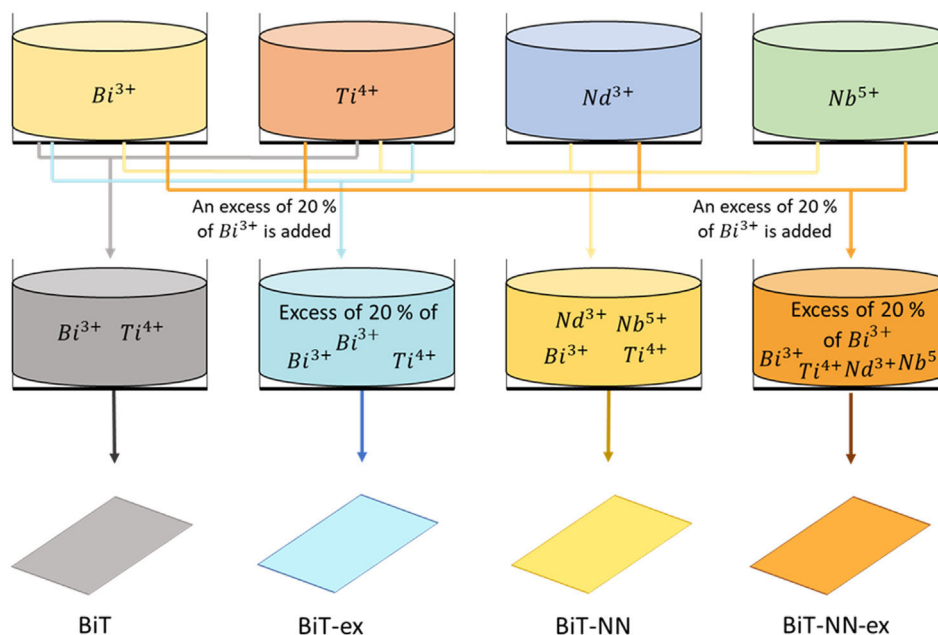 Bi³⁺
Ti⁴⁺
Nd³⁺
Nb⁵⁺
An excess of 20 %
of Bi³⁺ is added
An excess of 20 %
of Bi³⁺ is added
Bi³⁺ Ti⁴⁺
Excess of 20 % of
Bi³⁺
Bi³⁺ Ti⁴⁺
Nd³⁺ Nb⁵⁺
Bi³⁺ Ti⁴⁺
Excess of 20 %
of Bi³⁺
Bi³⁺
Ti⁴⁺Nd³⁺Nb⁵
BiT
BiT-ex
BiT-NN
BiT-NN-ex